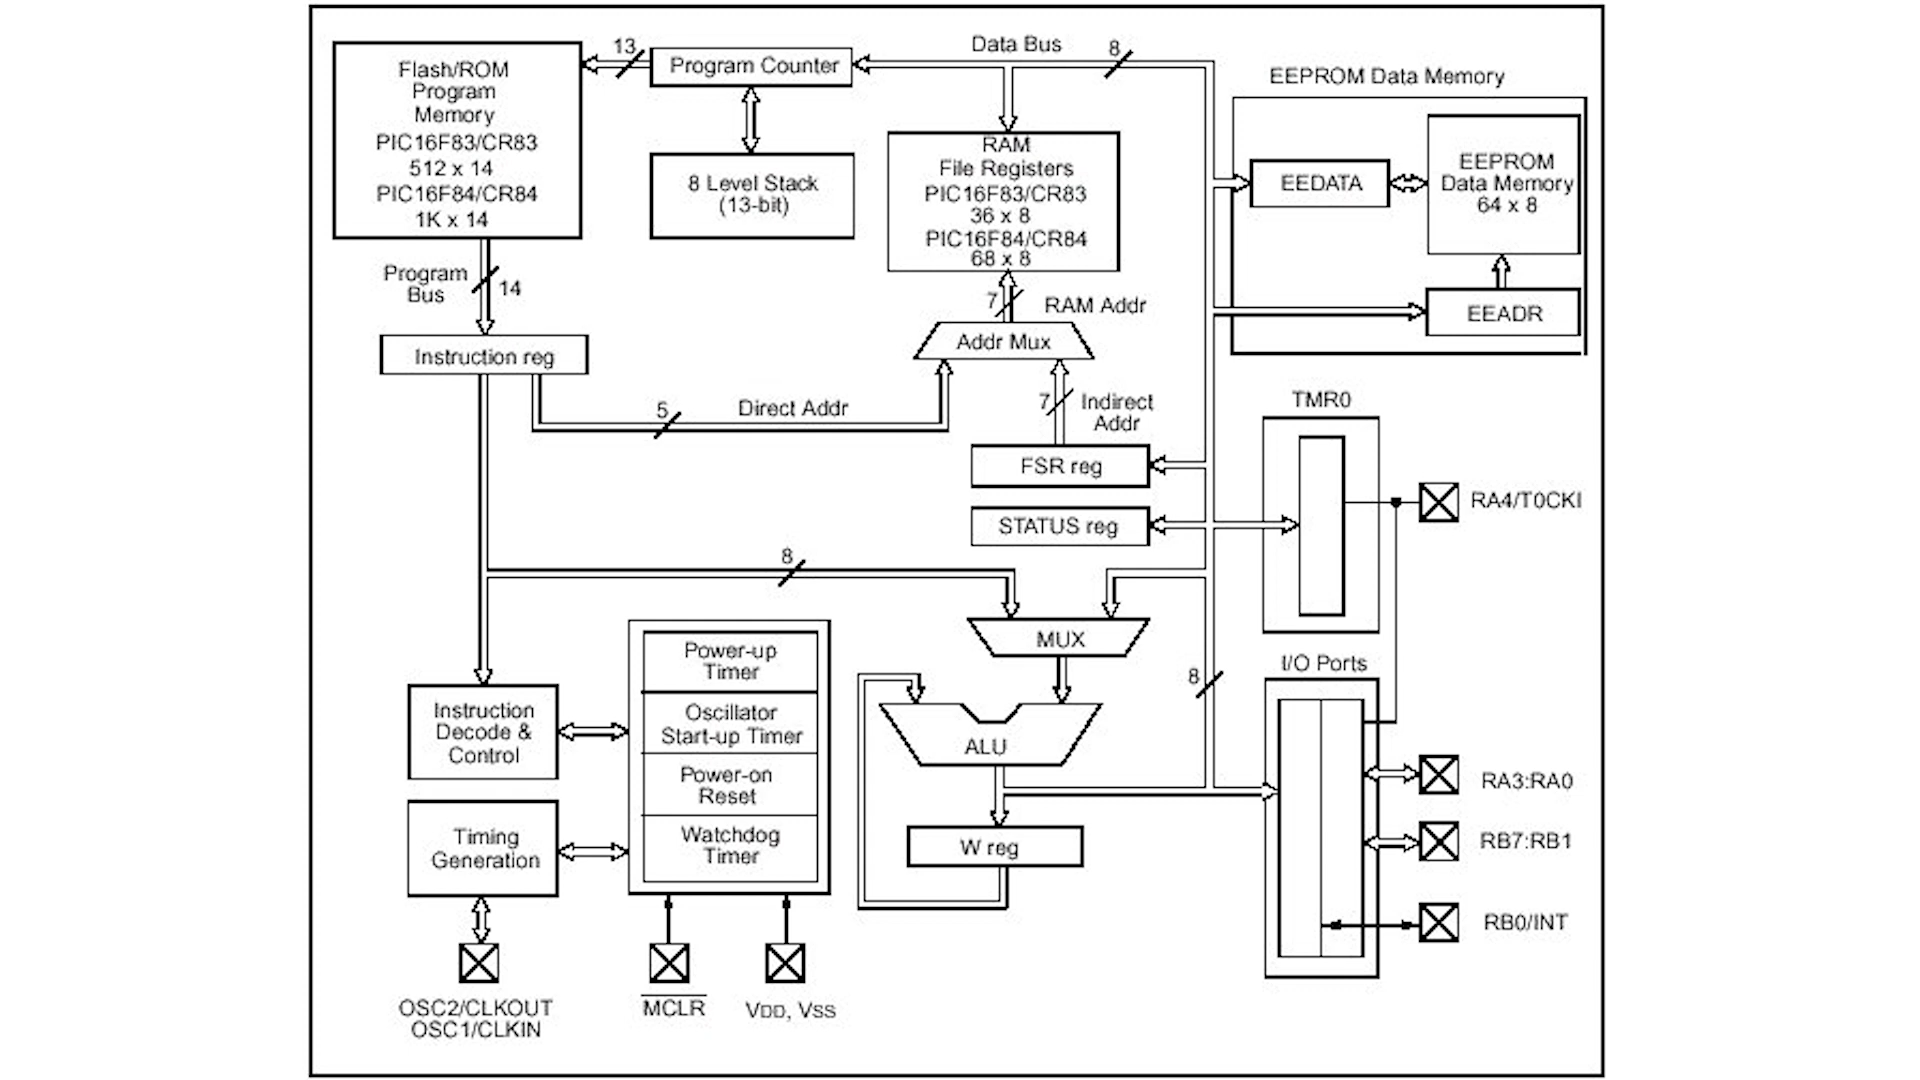 Flash/ROM
Program
Memory
PIC16F83/CR83
512 x 14
PIC16F84/CR84
1K x 14
13
Program Counter
Data Bus
8
8 Level Stack
(13-bit)
RAM
File Registers
PIC16F83/CR83
36 x 8
PIC16F84/CR84
68 x 8
EEPROM Data Memory
EEDATA
EEPROM
Data Memory
64 x 8
EEADR
Program
Bus
14
7
RAM Addr
Addr Mux
Instruction reg
5
Direct Addr
7
Indirect
Addr
FSR reg
STATUS reg
TMR0
RA4/T0CKI
8
MUX
8
I/O Ports
Power-up
Timer
Oscillator
Start-up Timer
Power-on
Reset
Watchdog
Timer
Instruction
Decode &
Control
Timing
Generation
ALU
W reg
RA3:RA0
RB7:RB1
RB0/INT
OSC2/CLKOUT
OSC1/CLKIN
MCLR
VDD, VSS